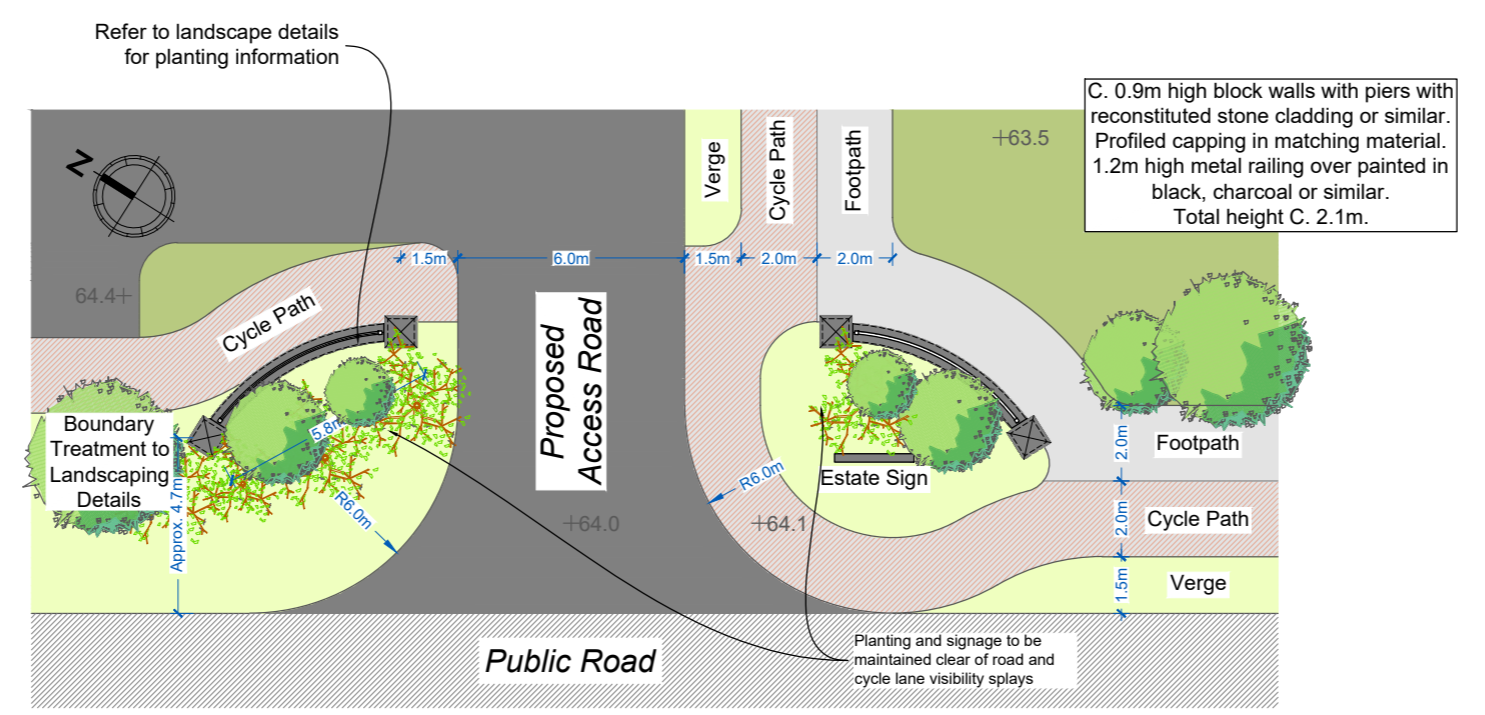 Refer to landscape details
for planting information
C. 0.9m high block walls with piers with
reconstituted stone cladding or similar.
Profiled capping in matching material.
1.2m high metal railing over painted in
black, charcoal or similar.
Total height C. 2.1m.
N
Verge
Cycle Path
Footpath
+63.5
1.5m
6.0m
1.5m
2.0m
2.0m
64.4+
Cycle Path
Proposed
Access Road
Boundary
Treatment to
Landscaping
Details
5.8m
R6.0m
Approx. 4.7m
R6.0m
Estate Sign
+64.0
+64.1
2.0m
Footpath
2.0m
Cycle Path
1.5m
Verge
Public Road
Planting and signage to be
maintained clear of road and
cycle lane visibility splays